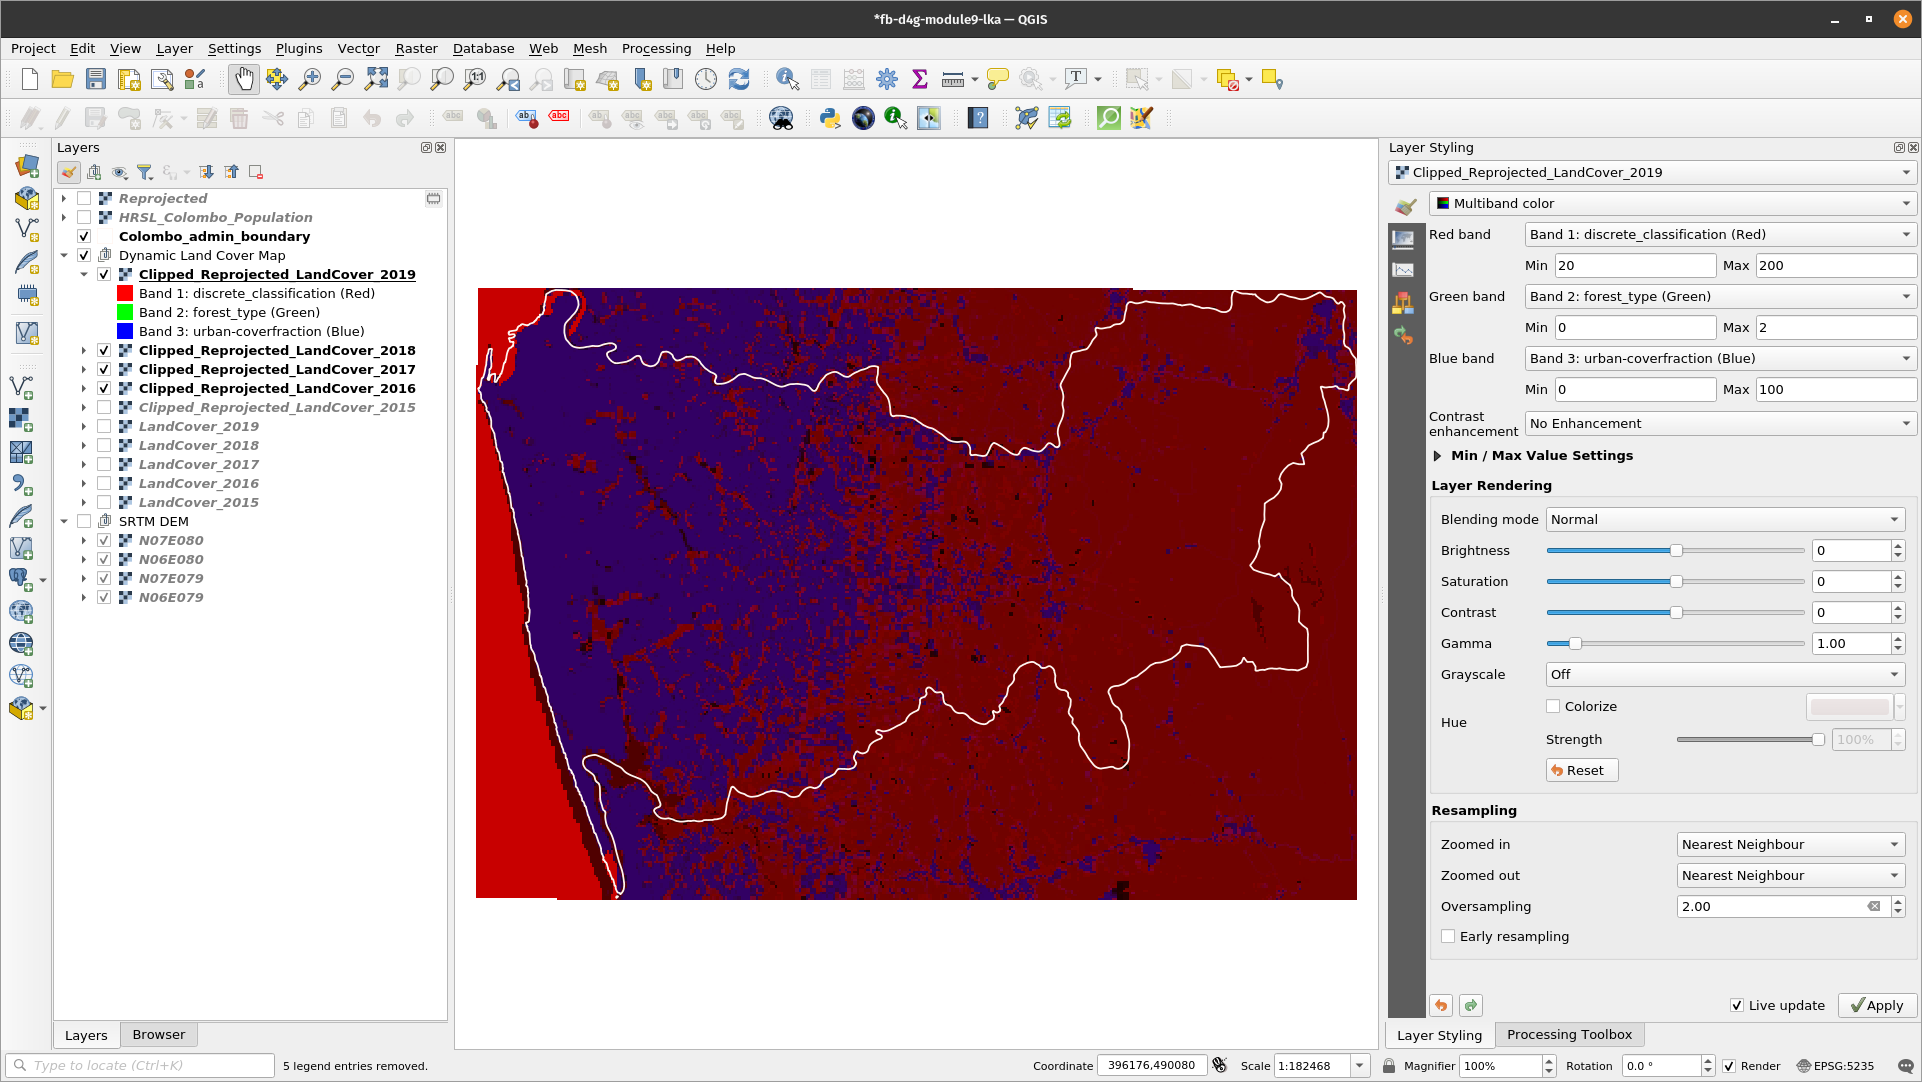 *fb-d4g-module9-lka — QGIS
Project Edit View Layer Settings Plugins Vector Raster Database Web Mesh Processing Help
Layers
Reprojected
HRSL_Colombo_Population
Colombo_admin_boundary
Dynamic Land Cover Map
Clipped_Reprojected_LandCover_2019
Band 1: discrete_classification (Red)
Band 2: forest_type (Green)
Band 3: urban-coverfraction (Blue)
Clipped_Reprojected_LandCover_2018
Clipped_Reprojected_LandCover_2017
Clipped_Reprojected_LandCover_2016
Clipped_Reprojected_LandCover_2015
LandCover_2019
LandCover_2018
LandCover_2017
LandCover_2016
LandCover_2015
SRTM DEM
N07E080
N06E080
N07E079
N06E079
Layers Browser
Layer Styling
Clipped_Reprojected_LandCover_2019
Multiband color
Red band Band 1: discrete_classification (Red)
Min 20 Max 200
Green band Band 2: forest_type (Green)
Min 0 Max 2
Blue band Band 3: urban-coverfraction (Blue)
Min 0 Max 100
Contrast enhancement No Enhancement
Min / Max Value Settings
Layer Rendering
Blending mode Normal
Brightness 0
Saturation 0
Contrast 0
Gamma 1.00
Grayscale Off
Hue Colorize
Strength 100%
Reset
Resampling
Zoomed in Nearest Neighbour
Zoomed out Nearest Neighbour
Oversampling 2.00
Early resampling
Live update Apply
Layer Styling Processing Toolbox
Type to locate (Ctrl+K) 5 legend entries removed. Coordinate 396176,490080 Scale 1:182468 Magnifier 100% Rotation 0.0 ° Render EPSG:5235